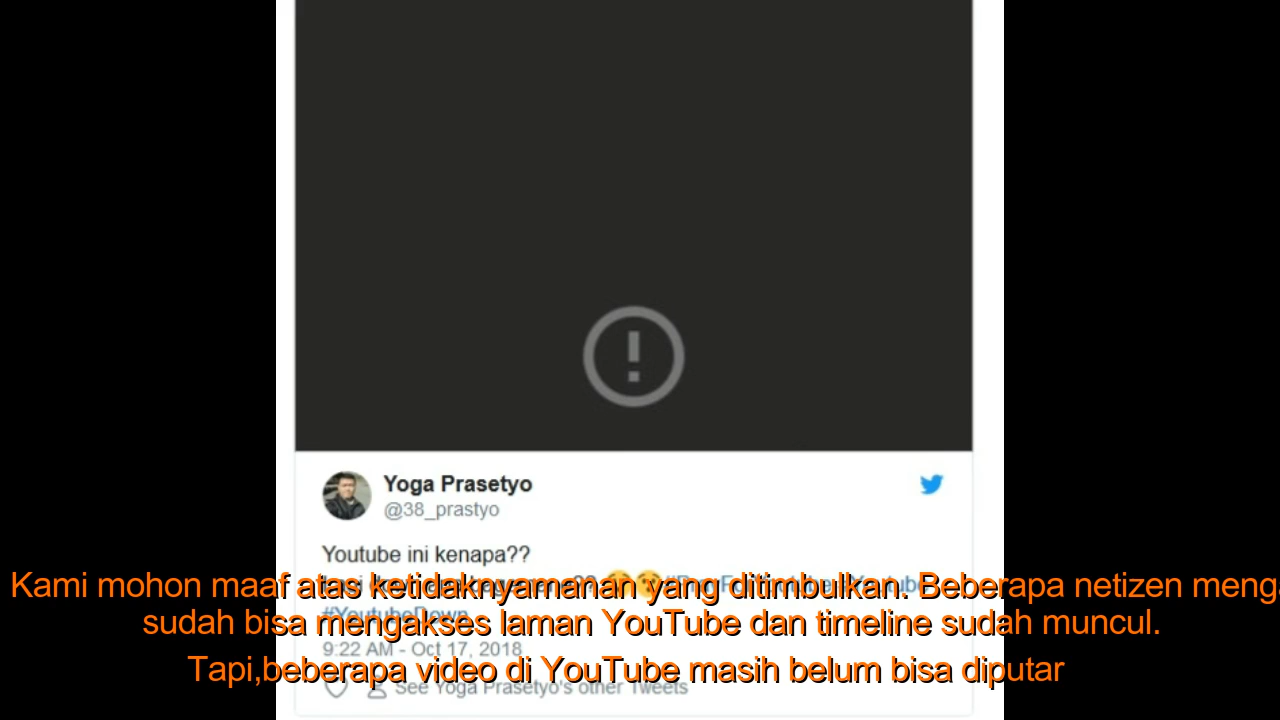 Yoga Prasetyo
@38_prastyo
Youtube ini kenapa??
Kami mohon maaf atas ketidaknyamanan yang ditimbulkan. Beberapa netizen meng
#YoutubeDown
sudah bisa mengakses laman YouTube dan timeline sudah muncul.
9:22 AM - Oct 17, 2018
Tapi,beberapa video di YouTube masih belum bisa diputar
See Yoga Prasetyo's other Tweets